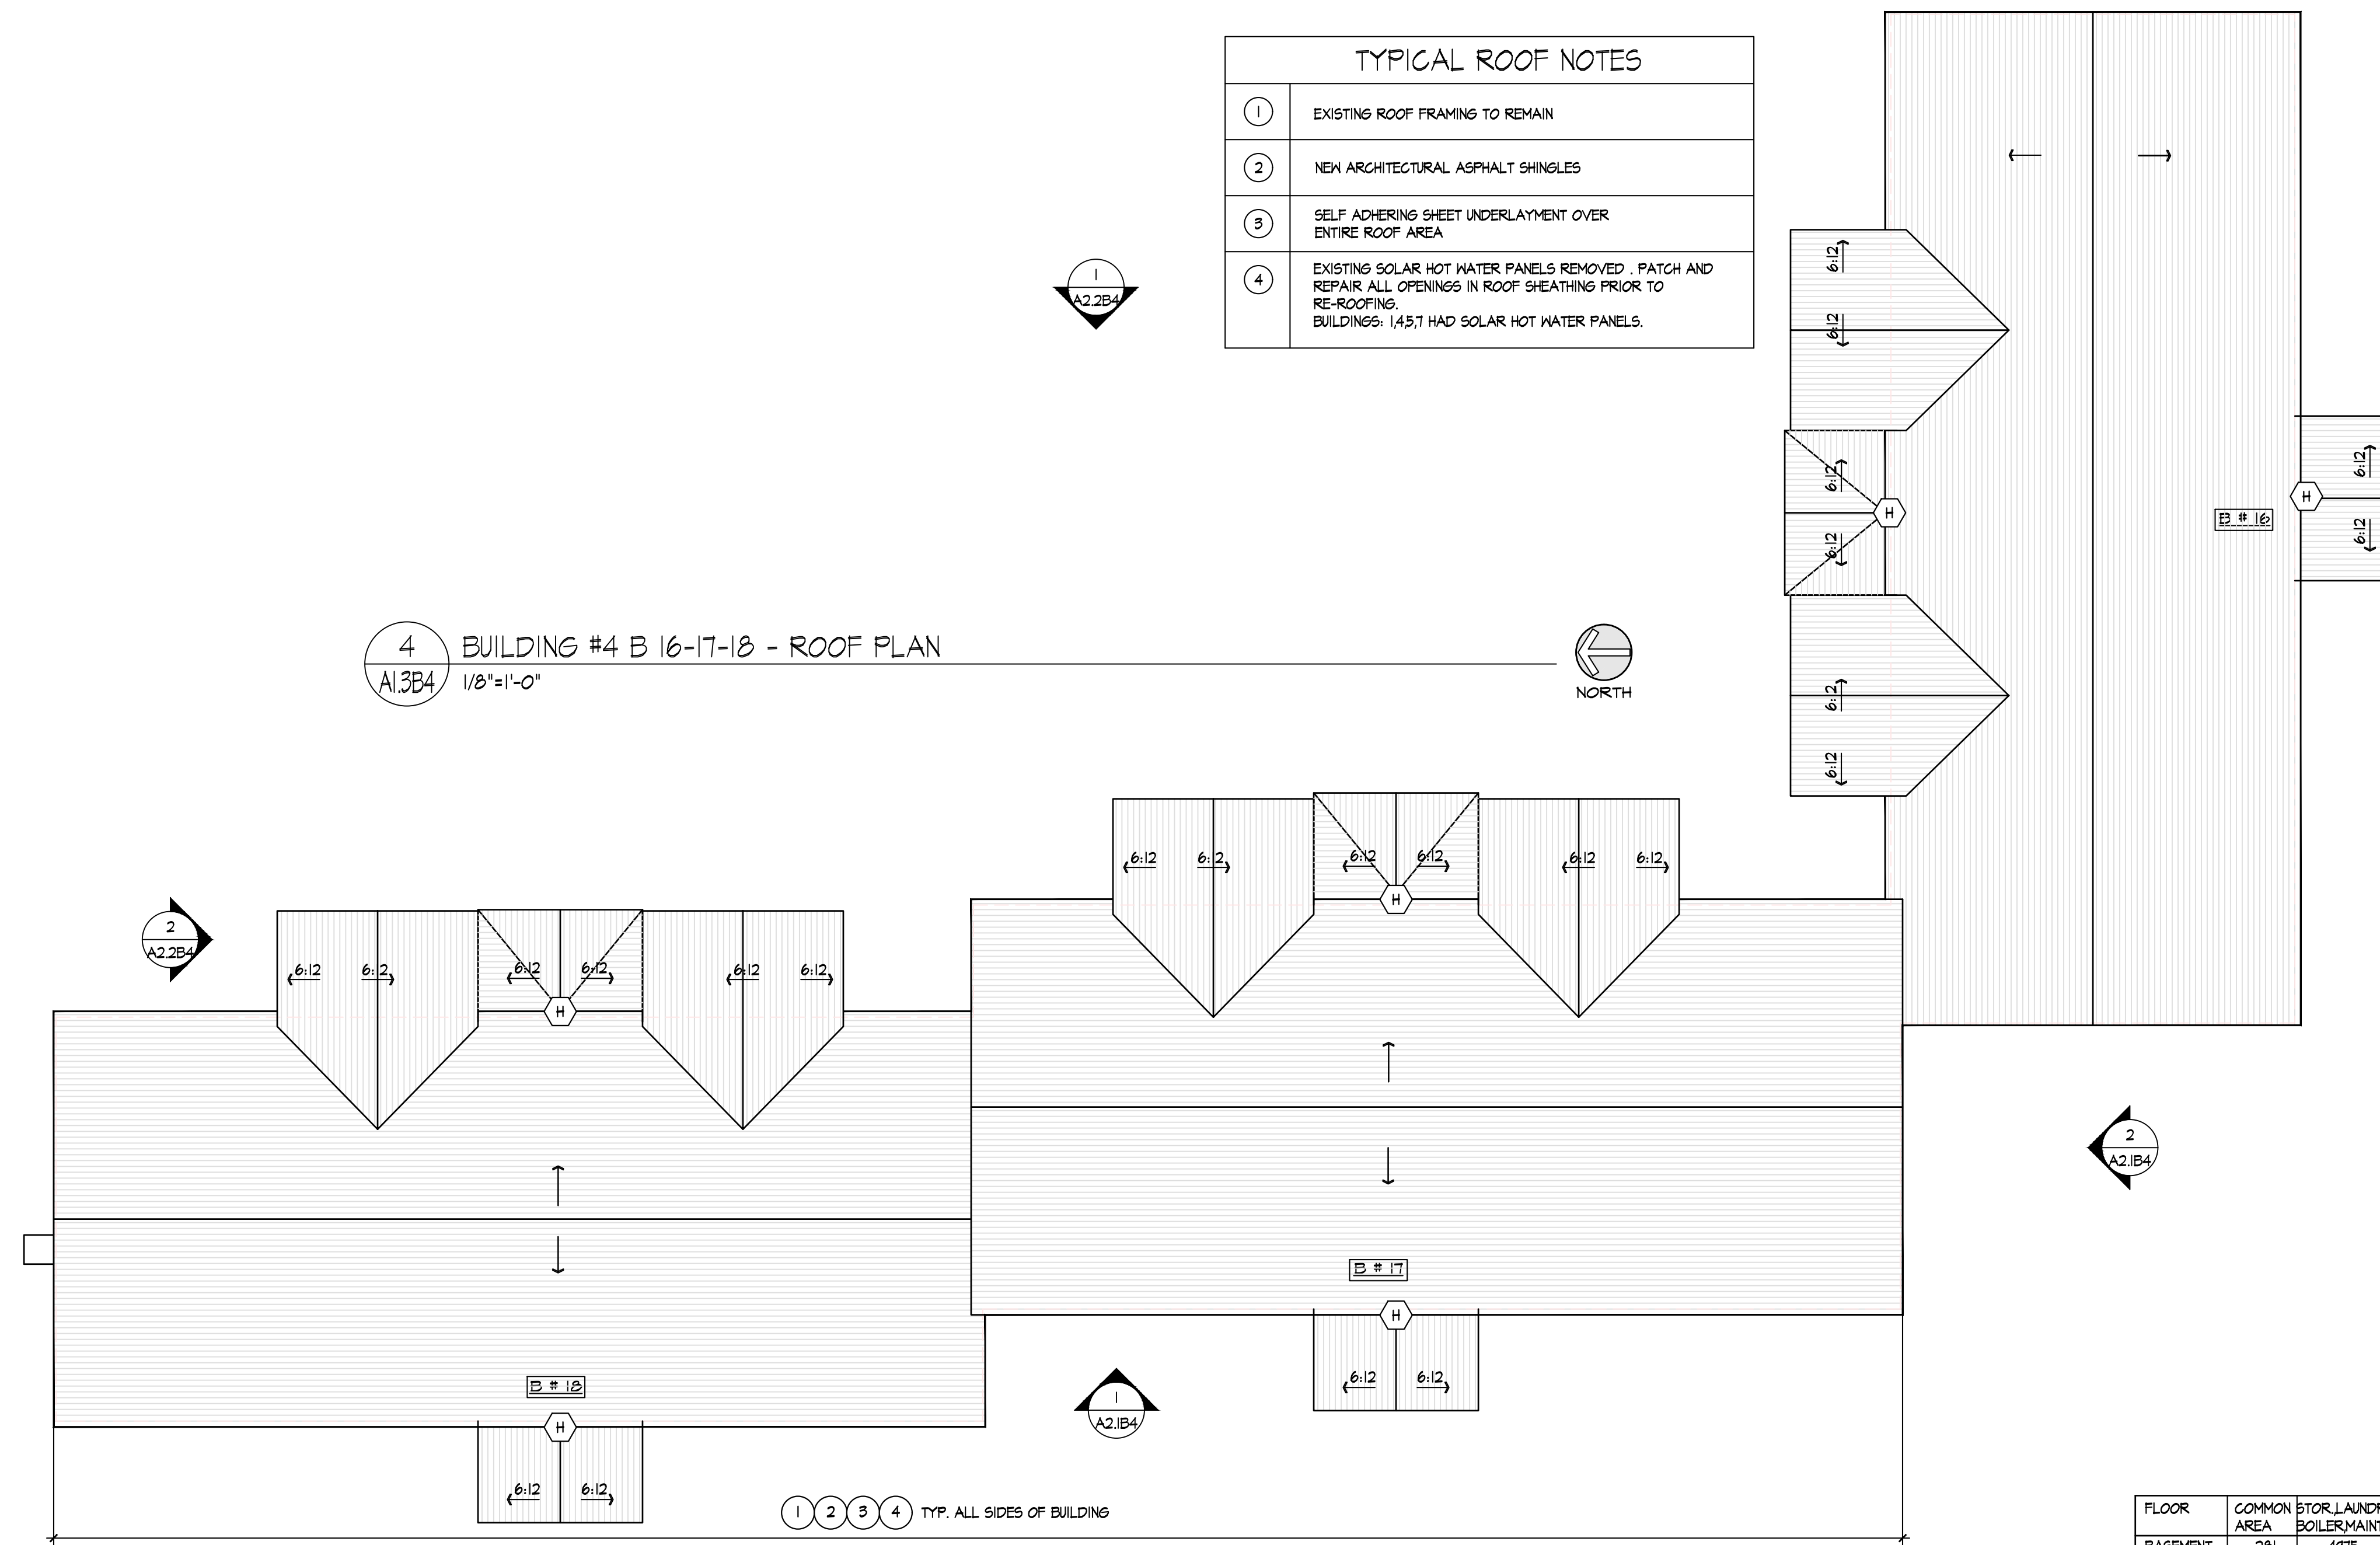 TYPICAL ROOF NOTES
1 EXISTING ROOF FRAMING TO REMAIN
2 NEW ARCHITECTURAL ASPHALT SHINGLES
3 SELF ADHERING SHEET UNDERLAYMENT OVER
ENTIRE ROOF AREA
4 EXISTING SOLAR HOT WATER PANELS REMOVED . PATCH AND
REPAIR ALL OPENINGS IN ROOF SHEATHING PRIOR TO
RE-ROOFING.
BUILDINGS: 1,4,5,7 HAD SOLAR HOT WATER PANELS.
1
A2.2B4
6:12
6:12
6:12
6:12
H
6:12
6:12
6:12
6:12
H
B # 16
4
A1.3B4
BUILDING #4 B 16-17-18 - ROOF PLAN
1/8"=1'-0"
NORTH
6:12 6:12 6:12 6:12 6:12 6:12
H
2
A2.2B4
6:12 6:12 6:12 6:12 6:12 6:12
H
2
A2.1B4
B # 17
H
6:12 6:12
B # 18
H
6:12 6:12
1
A2.1B4
1 2 3 4 TYP. ALL SIDES OF BUILDING
FLOOR
COMMON
AREA
BOILER,MAINT